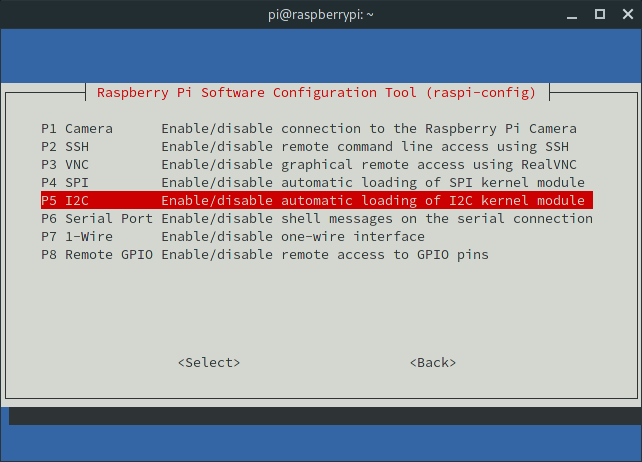 pi@raspberrypi: ~
Raspberry Pi Software Configuration Tool (raspi-config)
P1 Camera Enable/disable connection to the Raspberry Pi Camera
P2 SSH Enable/disable remote command line access using SSH
P3 VNC Enable/disable graphical remote access using RealVNC
P4 SPI Enable/disable automatic loading of SPI kernel module
P5 I2C Enable/disable automatic loading of I2C kernel module
P6 Serial Port Enable/disable shell messages on the serial connection
P7 1-Wire Enable/disable one-wire interface
P8 Remote GPIO Enable/disable remote access to GPIO pins
<Select> <Back>